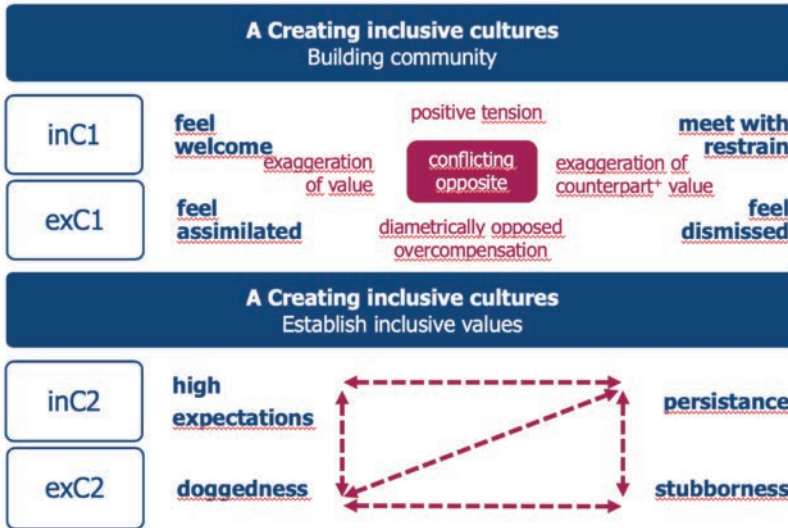 A Creating inclusive cultures
Building community
inC1
feel
welcome
positive tension
meet with
restrain
exaggeration
of value
conflicting
opposite
exaggeration of
counterpart⁺ value
exC1
feel
assimilated
diametrically opposed
overcompensation
feel
dismissed
A Creating inclusive cultures
Establish inclusive values
inC2
high
expectations
persistance
exC2
doggedness
stubborness